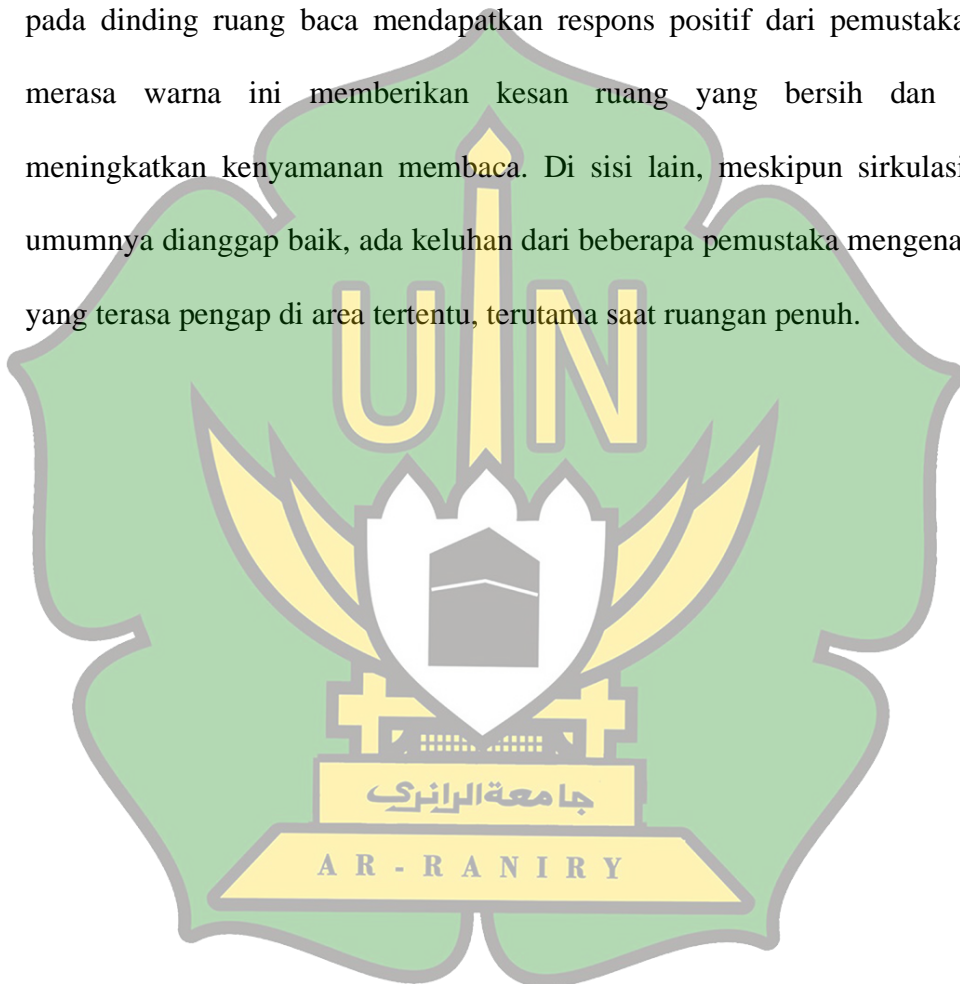 pada dinding ruang baca mendapatkan respons positif dari pemustaka
merasa warna ini memberikan kesan ruang yang bersih dan
meningkatkan kenyamanan membaca. Di sisi lain, meskipun sirkulasi
umumnya dianggap baik, ada keluhan dari beberapa pemustaka mengena
yang terasa pengap di area tertentu, terutama saat ruangan penuh.
UIN
جامعة الرانري
AR-RANIRY